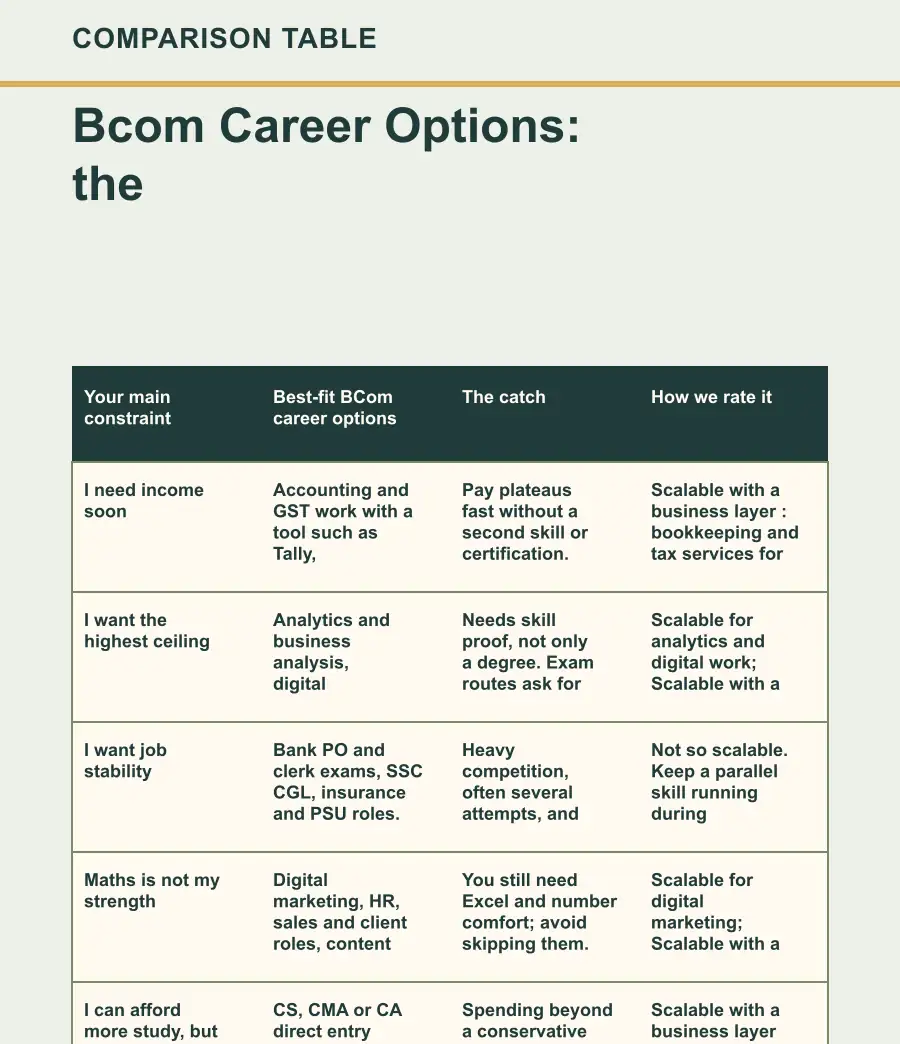 COMPARISON TABLE
Bcom Career Options:
the
Your main
constraint
Best-fit BCom
career options
The catch
How we rate it
I need income
soon
Accounting and
GST work with a
tool such as
Tally,
Pay plateaus
fast without a
second skill or
certification.
Scalable with a
business layer :
bookkeeping and
tax services for
I want the
highest ceiling
Analytics and
business
analysis,
digital
Needs skill
proof, not only
a degree. Exam
routes ask for
Scalable for
analytics and
digital work;
Scalable with a
I want job
stability
Bank PO and
clerk exams, SSC
CGL, insurance
and PSU roles.
Heavy
competition,
often several
attempts, and
Not so scalable.
Keep a parallel
skill running
during
Maths is not my
strength
Digital
marketing, HR,
sales and client
roles, content
You still need
Excel and number
comfort; avoid
skipping them.
Scalable for
digital
marketing;
Scalable with a
I can afford
more study, but
CS, CMA or CA
direct entry
Spending beyond
a conservative
Scalable with a
business layer